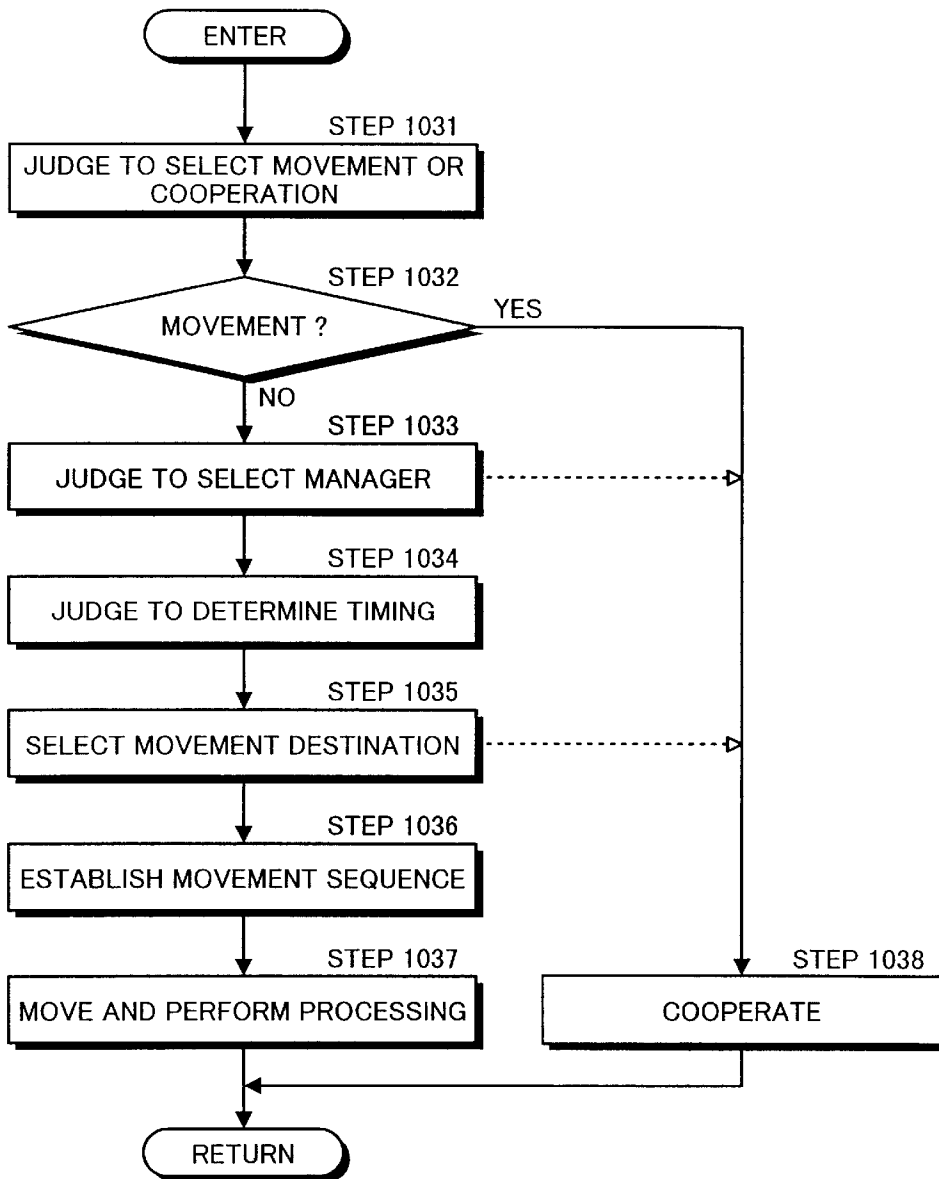 ENTER
STEP 1031
JUDGE TO SELECT MOVEMENT OR
COOPERATION
STEP 1032
MOVEMENT ?
YES
NO
STEP 1033
JUDGE TO SELECT MANAGER
STEP 1034
JUDGE TO DETERMINE TIMING
STEP 1035
SELECT MOVEMENT DESTINATION
STEP 1036
ESTABLISH MOVEMENT SEQUENCE
STEP 1037
MOVE AND PERFORM PROCESSING
STEP 1038
COOPERATE
RETURN